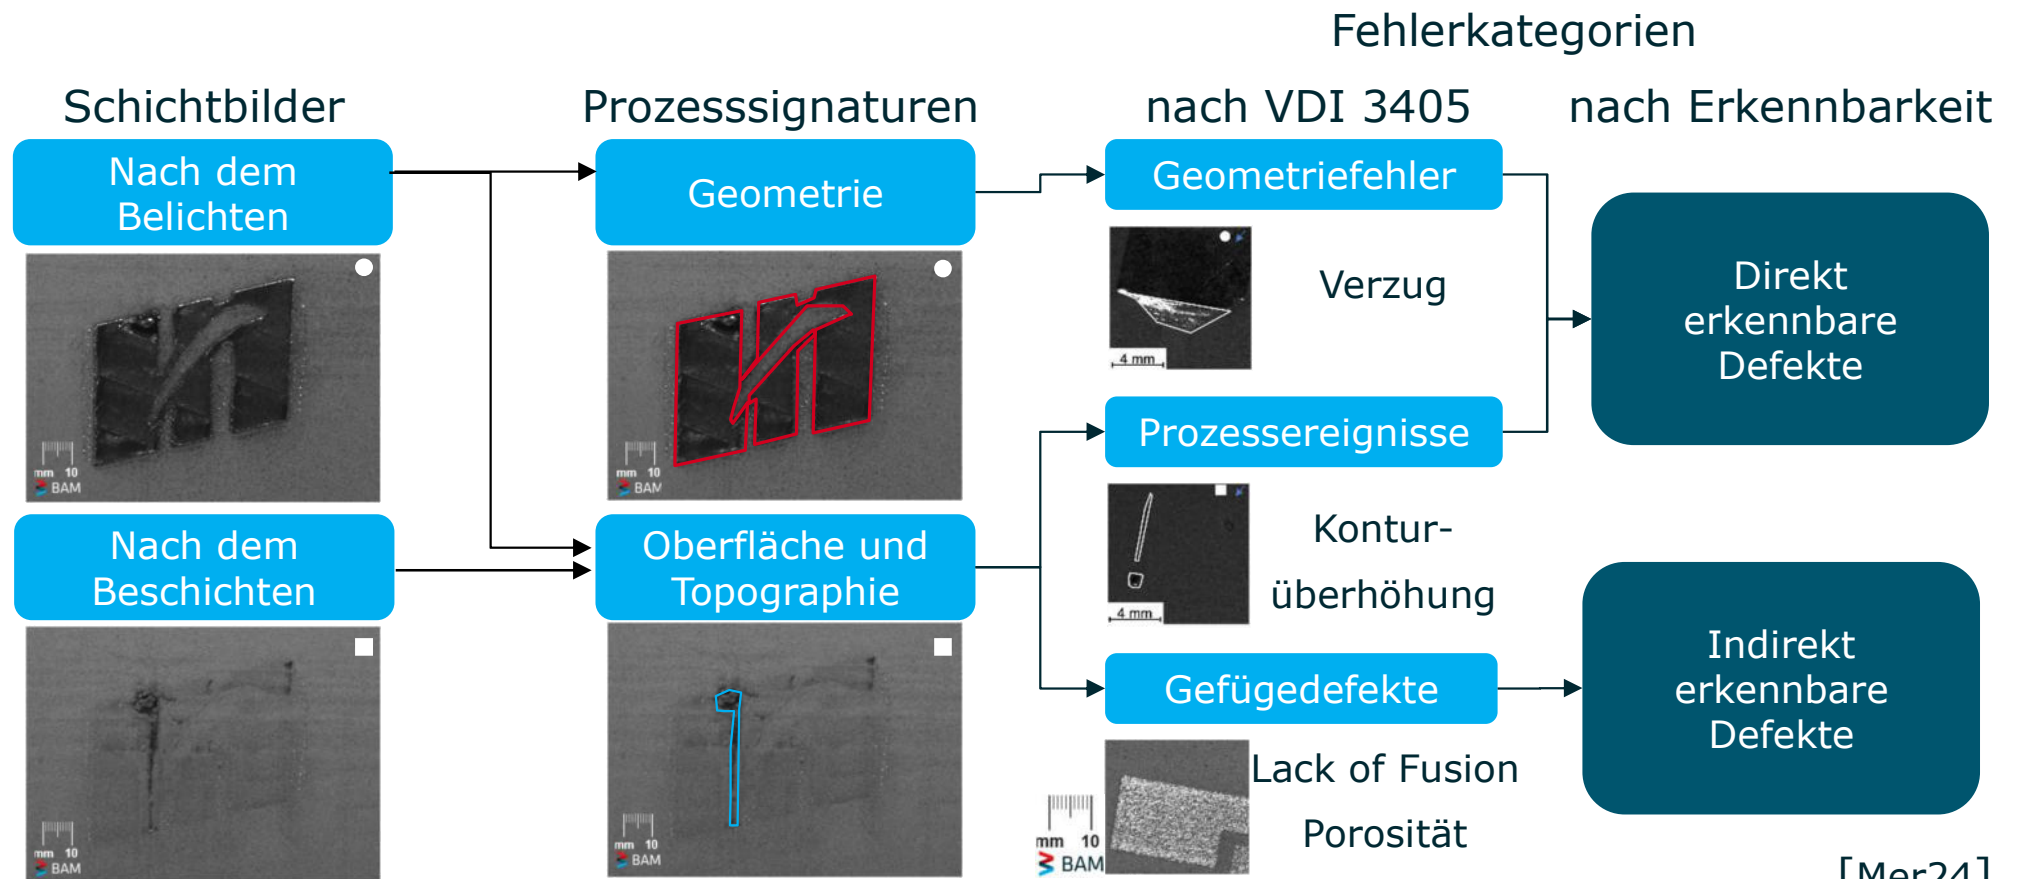 Fehlerkategorien
Schichtbilder
Prozesssignaturen
nach VDI 3405
nach Erkennbarkeit
Nach dem
Belichten
Geometrie
Geometriefehler
Verzug
4 mm
Direkt
erkennbare
Defekte
mm 10
BAM
mm 10
BAM
Prozessereignisse
Kontur-
überhöhung
4 mm
Nach dem
Beschichten
Oberfläche und
Topographie
Gefügedefekte
Lack of Fusion
Porosität
Indirekt
erkennbare
Defekte
mm 10
BAM
mm 10
BAM
mm 10
BAM
[Mer24]